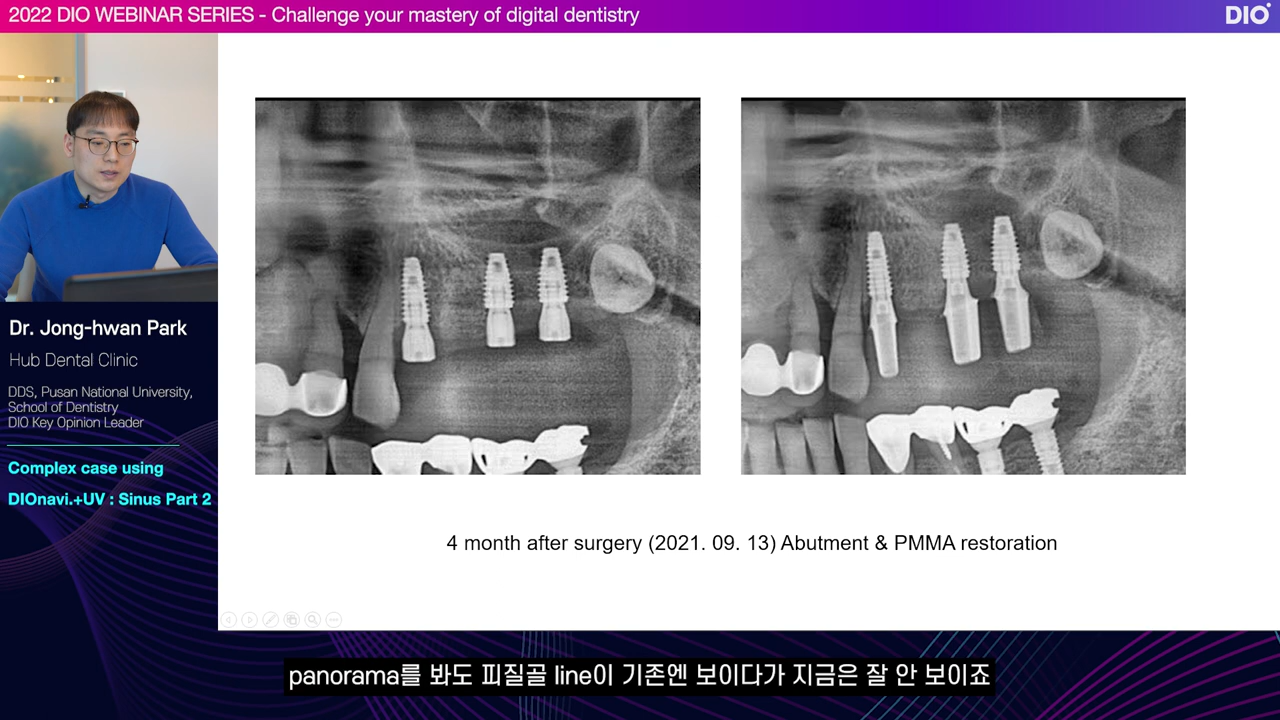 2022 DIO WEBINAR SERIES - Challenge your mastery of digital dentistry
DIO
Dr. Jong-hwan Park
Hub Dental Clinic
DDS, Pusan National University,
School of Dentistry
DIO Key Opinion Leader
Complex case using
DIOnavi.+UV : Sinus Part 2
4 month after surgery (2021. 09. 13) Abutment & PMMA restoration
panorama를 봐도 피질골 line이 기존엔 보이다가 지금은 잘 안 보이죠